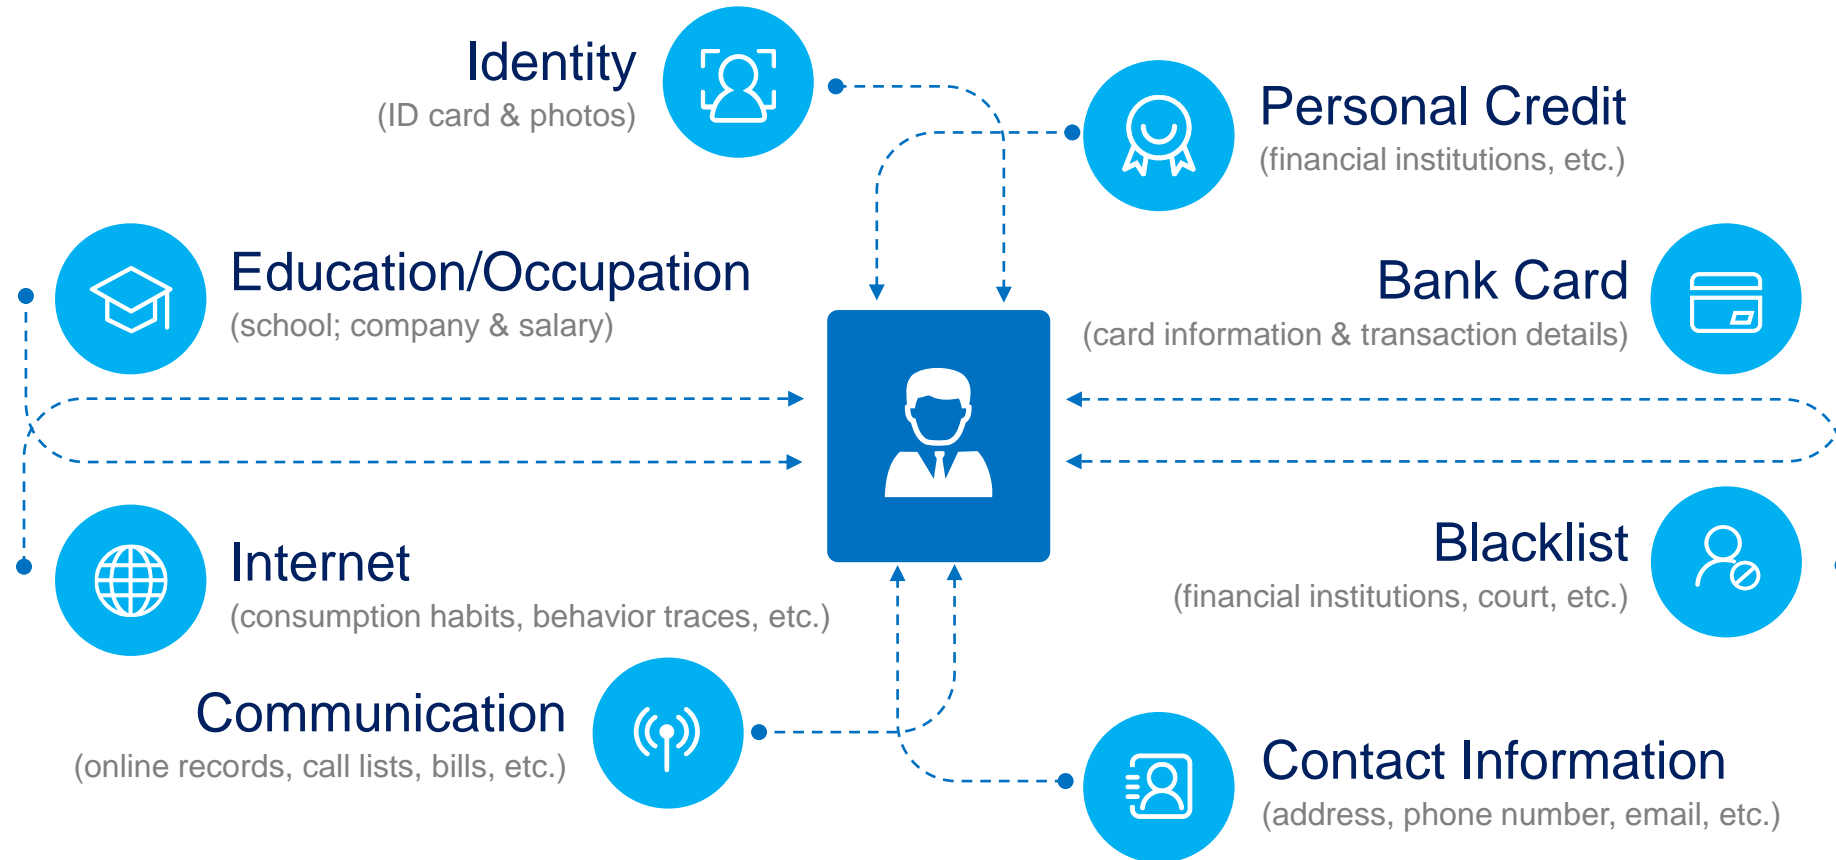 Identity
(ID card & photos)
Personal Credit
(financial institutions, etc.)
Education/Occupation
(school; company & salary)
Bank Card
(card information & transaction details)
Internet
(consumption habits, behavior traces, etc.)
Blacklist
(financial institutions, court, etc.)
Communication
(online records, call lists, bills, etc.)
Contact Information
(address, phone number, email, etc.)